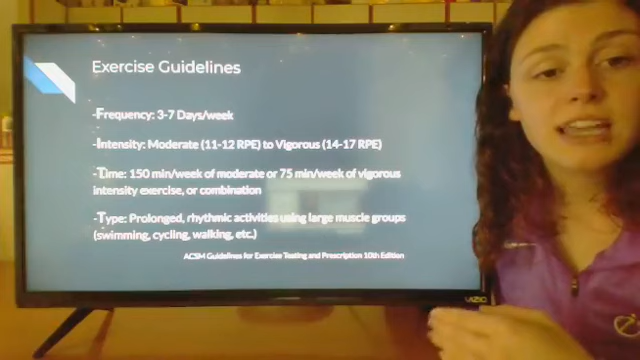 Exercise Guidelines
-Frequency: 3-7 Days/week
-Intensity: Moderate (11-12 RPE) to Vigorous (14-17 RPE)
-Time: 150 min/week of moderate or 75 min/week of vigorous
intensity exercise, or combination
-Type: Prolonged, rhythmic activities using large muscle groups
(swimming, cycling, walking, etc.)
ACSM Guidelines for Exercise Testing and Prescription 10th Edition
VIZIO